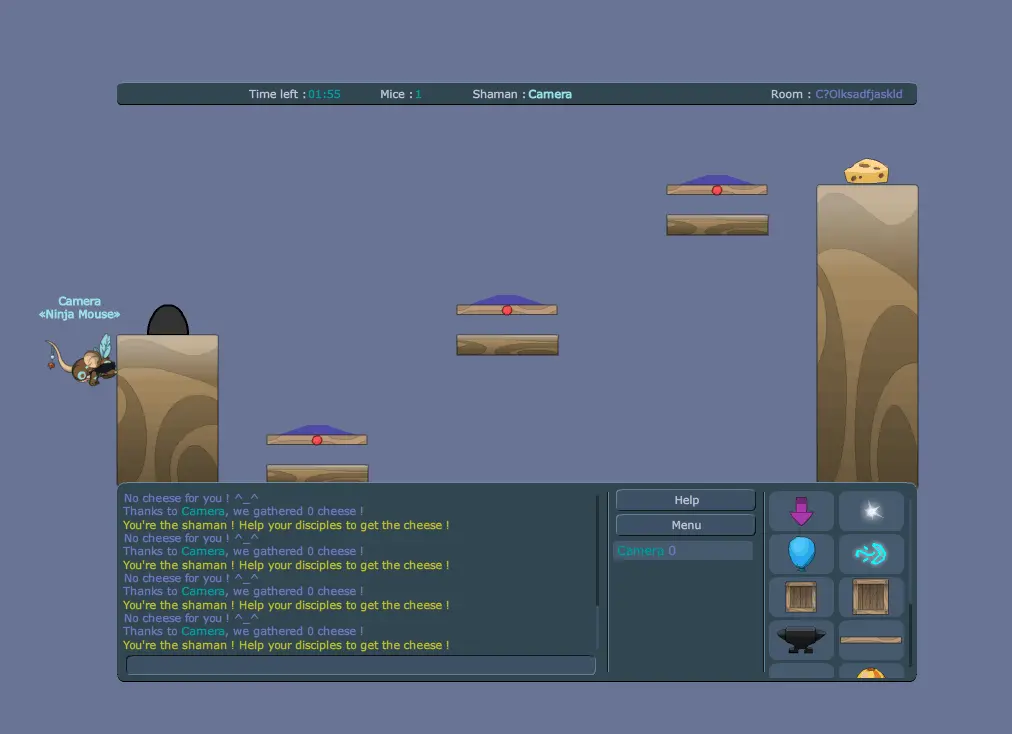 Time left : 01:55 Mice : 1 Shaman : Camera Room : C?Olksadfjaskld
Camera
«Ninja Mouse»
No cheese for you ! ^_^
Thanks to Camera, we gathered 0 cheese !
You're the shaman ! Help your disciples to get the cheese !
No cheese for you ! ^_^
Thanks to Camera, we gathered 0 cheese !
You're the shaman ! Help your disciples to get the cheese !
No cheese for you ! ^_^
Thanks to Camera, we gathered 0 cheese !
You're the shaman ! Help your disciples to get the cheese !
No cheese for you ! ^_^
Thanks to Camera, we gathered 0 cheese !
You're the shaman ! Help your disciples to get the cheese !
Help
Menu
Camera 0